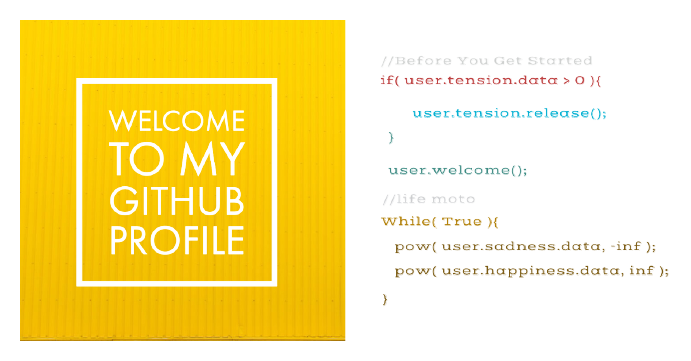 WELCOME
TO MY
GITHUB
PROFILE
//Before You Get Started
if( user.tension.data > 0 ){
user.tension.release();
}
user.welcome();
//life moto
While( True ){
pow( user.sadness.data, -inf );
pow( user.happiness.data, inf );
}